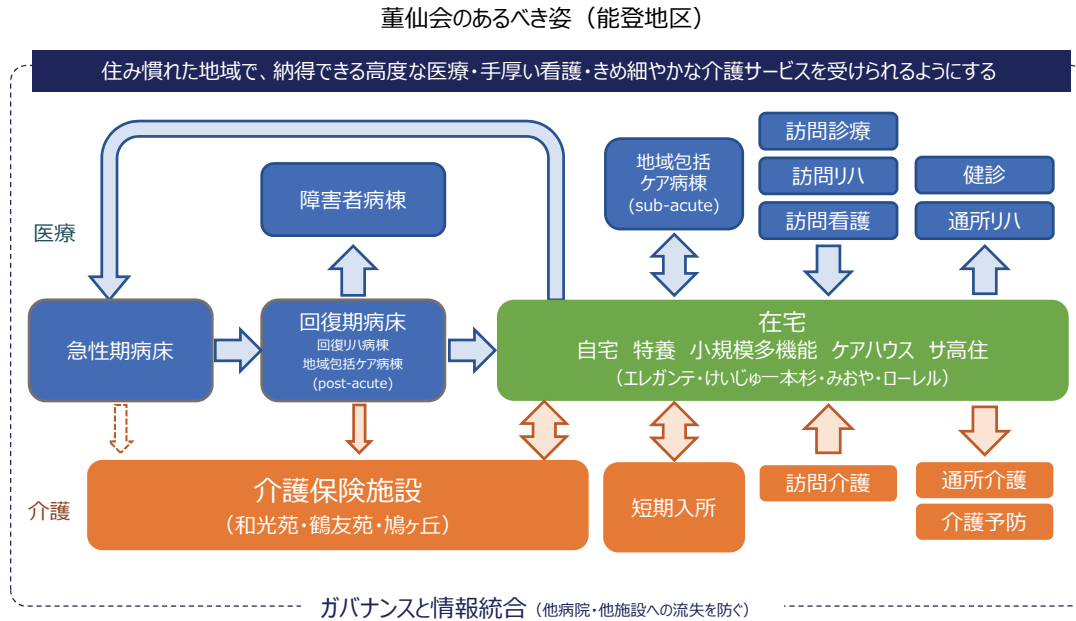 董仙会のあるべき姿（能登地区）
住み慣れた地域で、納得できる高度な医療・手厚い看護・きめ細やかな介護サービスを受けられるようにする
医療
障害者病棟
地域包括
ケア病棟
(sub-acute)
訪問診療
訪問リハ
訪問看護
健診
通所リハ
急性期病床
回復期病床
回復リハ病棟
地域包括ケア病棟
(post-acute)
在宅
自宅 特養 小規模多機能 ケアハウス サ高住
（エレガンテ・けいじゅ一本杉・みおや・ローレル）
介護
介護保険施設
（和光苑・鶴友苑・鳩ヶ丘）
短期入所
訪問介護
通所介護
介護予防
ガバナンスと情報統合（他病院・他施設への流失を防ぐ）